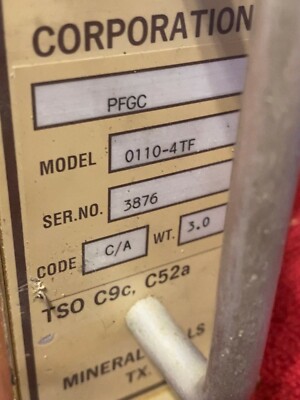 CORPORATION
PFGC
MODEL 0110-4TF
SER.NO. 3876
CODE C/A WT. 3.0
TSO C9c, C52a
MINERAL
TX.